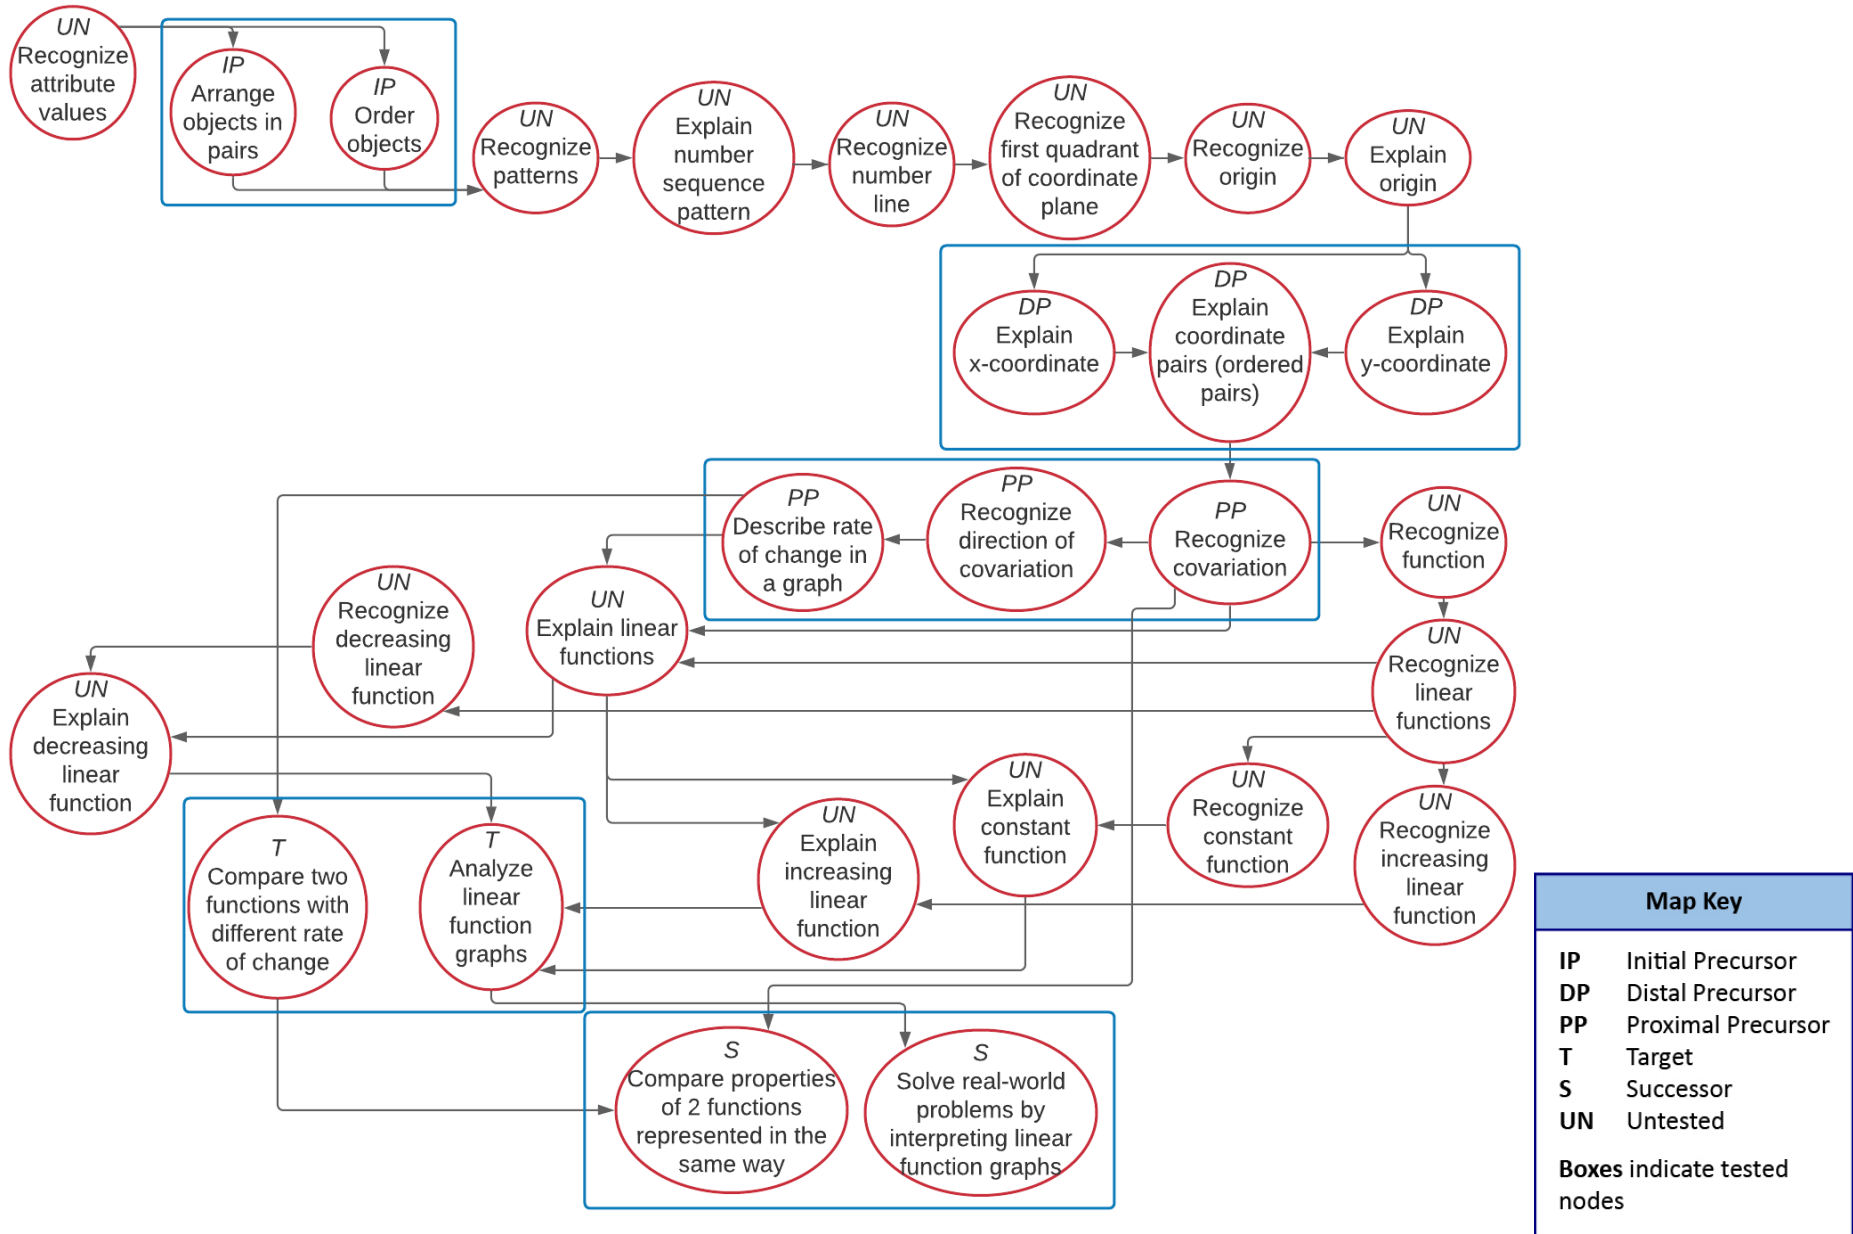 UN
Recognize
attribute
values
IP
Arrange
objects in
pairs
IP
Order
objects
UN
Recognize
patterns
UN
Explain
number
sequence
pattern
UN
Recognize
number
line
UN
Recognize
first quadrant
of coordinate
plane
UN
Recognize
origin
UN
Explain
origin
DP
Explain
x-coordinate
DP
Explain
coordinate
pairs (ordered
pairs)
DP
Explain
y-coordinate
PP
Describe rate
of change in
a graph
PP
Recognize
direction of
covariation
PP
Recognize
covariation
UN
Recognize
function
UN
Recognize
decreasing
linear
function
UN
Explain linear
functions
UN
Recognize
linear
functions
UN
Explain
decreasing
linear
function
UN
Explain
constant
function
UN
Recognize
constant
function
UN
Recognize
increasing
linear
function
T
Compare two
functions with
different rate
of change
T
Analyze
linear
function
graphs
UN
Explain
increasing
linear
function
S
Compare properties
of 2 functions
represented in the
same way
S
Solve real-world
problems by
interpreting linear
function graphs
Map Key
IP Initial Precursor
DP Distal Precursor
PP Proximal Precursor
T Target
S Successor
UN Untested
Boxes indicate tested
nodes